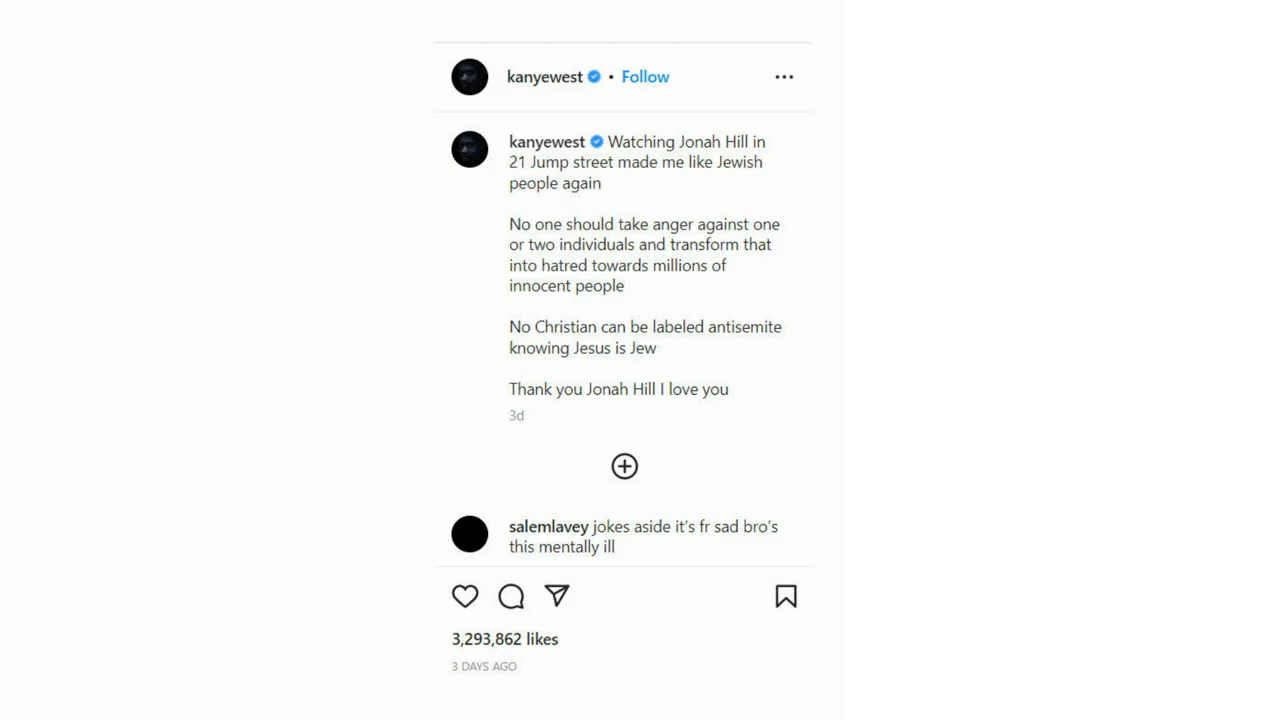 kanyewest • Follow
kanyewest Watching Jonah Hill in
21 Jump street made me like Jewish
people again
No one should take anger against one
or two individuals and transform that
into hatred towards millions of
innocent people
No Christian can be labeled antisemite
knowing Jesus is Jew
Thank you Jonah Hill I love you
3d
salemlavey jokes aside it's fr sad bro's
this mentally ill
3,293,862 likes
3 DAYS AGO